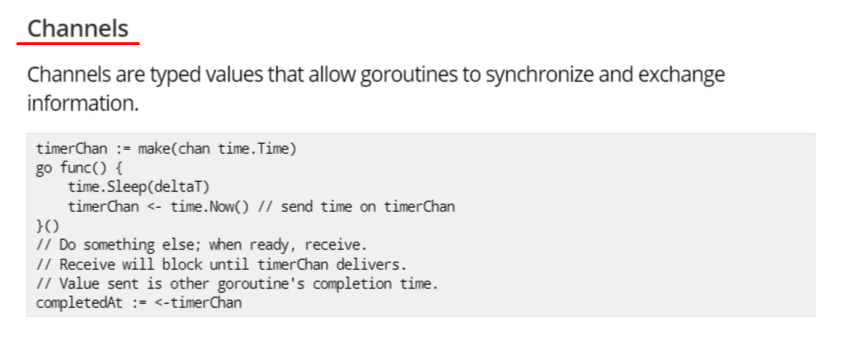 Channels
Channels are typed values that allow goroutines to synchronize and exchange
information.
timerChan := make(chan time.Time)
go func() {
    time.Sleep(deltaT)
    timerChan <- time.Now() // send time on timerChan
}()
// Do something else; when ready, receive.
// Receive will block until timerChan delivers.
// Value sent is other goroutine's completion time.
completedAt := <-timerChan